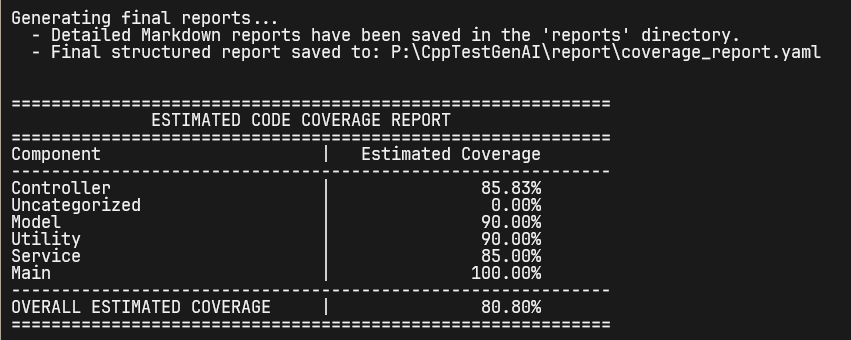 Generating final reports...
  - Detailed Markdown reports have been saved in the 'reports' directory.
  - Final structured report saved to: P:\CppTestGenAI\report\coverage_report.yaml

============================================================
              ESTIMATED CODE COVERAGE REPORT
============================================================
Component                      |   Estimated Coverage
------------------------------------------------------------
Controller                     |               85.83%
Uncategorized                  |                0.00%
Model                          |               90.00%
Utility                        |               90.00%
Service                        |               85.00%
Main                           |              100.00%
------------------------------------------------------------
OVERALL ESTIMATED COVERAGE     |               80.80%
============================================================